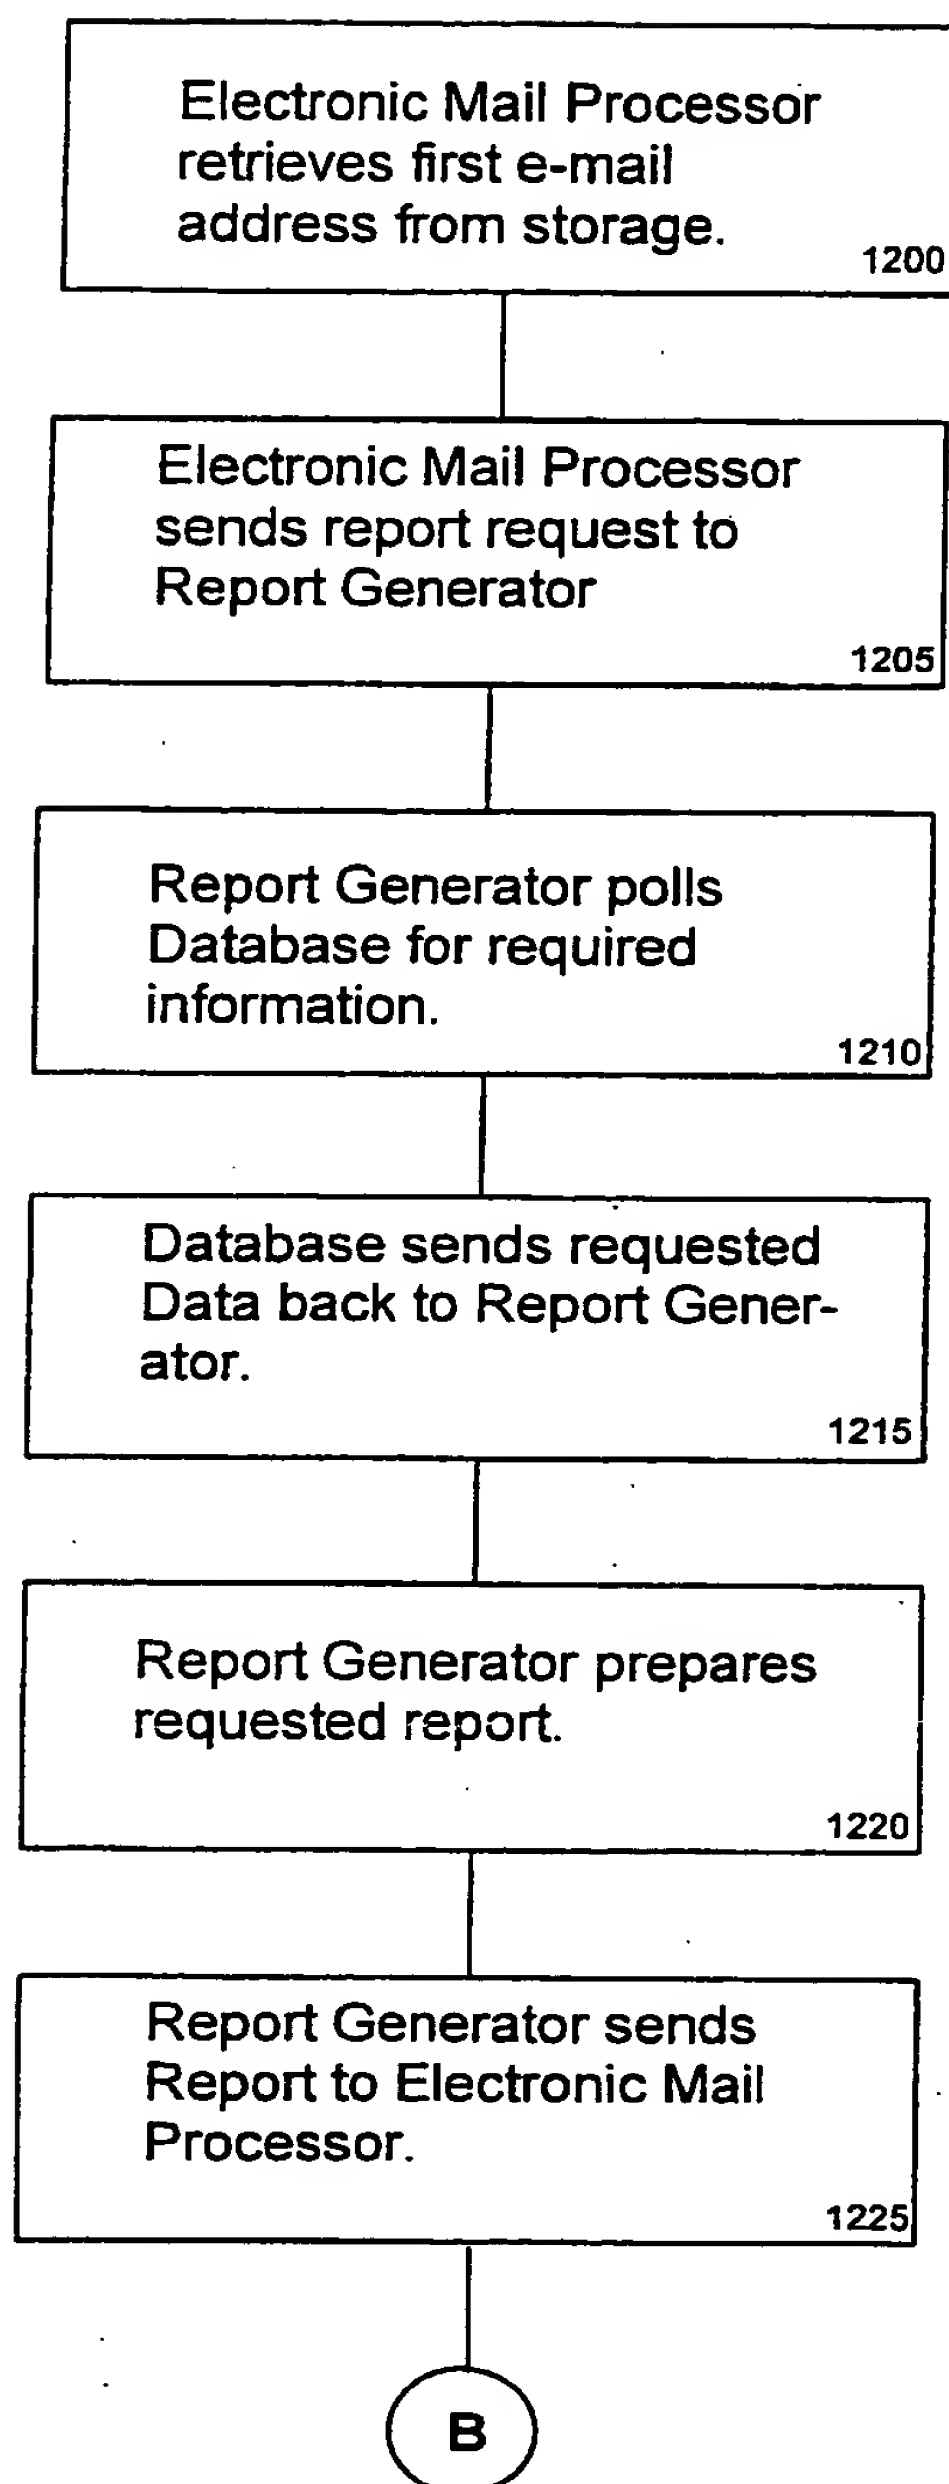 Electronic Mail Processor
retrieves first e-mail
address from storage.
1200
Electronic Mail Processor
sends report request to
Report Generator
1205
Report Generator polls
Database for required
information.
1210
Database sends requested
Data back to Report Gener-
ator.
1215
Report Generator prepares
requested report.
1220
Report Generator sends
Report to Electronic Mail
Processor.
1225
B